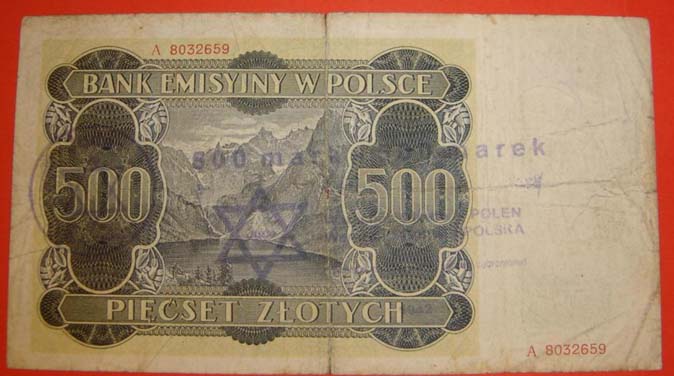 A 8032659
BANK EMISYJNY W POLSCE
500 500
500 marek
POLEN
POLSKA
PIĘĆSET ZŁOTYCH
A 8032659